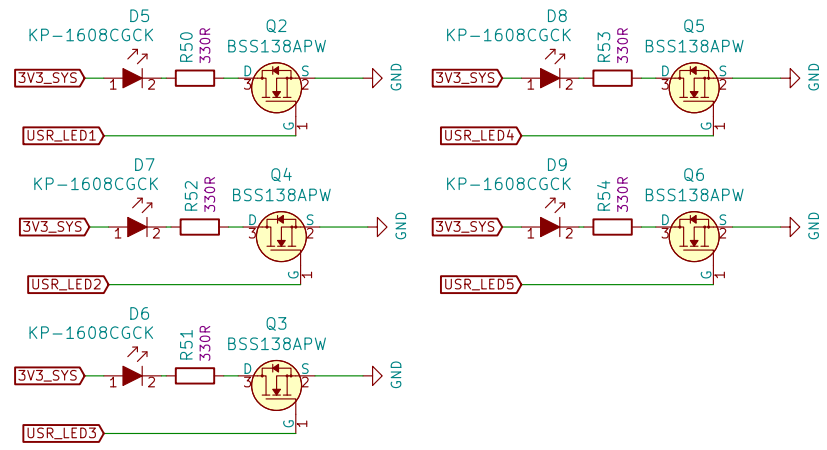 D5
KP-1608CGCK
R50
330R
Q2
BSS138APW
3V3_SYS
1
2
D
3
S
2
GND
G
1
USR_LED1
D8
KP-1608CGCK
R53
330R
Q5
BSS138APW
3V3_SYS
1
2
D
3
S
2
GND
G
1
USR_LED4
D7
KP-1608CGCK
R52
330R
Q4
BSS138APW
3V3_SYS
1
2
D
3
S
2
GND
G
1
USR_LED2
D9
KP-1608CGCK
R54
330R
Q6
BSS138APW
3V3_SYS
1
2
D
3
S
2
GND
G
1
USR_LED5
D6
KP-1608CGCK
R51
330R
Q3
BSS138APW
3V3_SYS
1
2
D
3
S
2
GND
G
1
USR_LED3